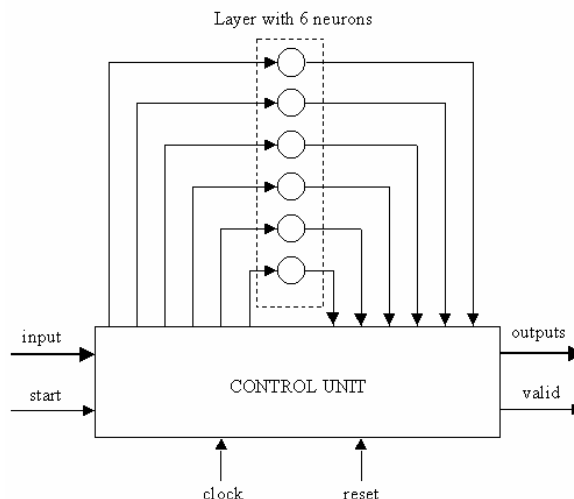 Layer with 6 neurons
input
outputs
CONTROL UNIT
start
valid
clock
reset